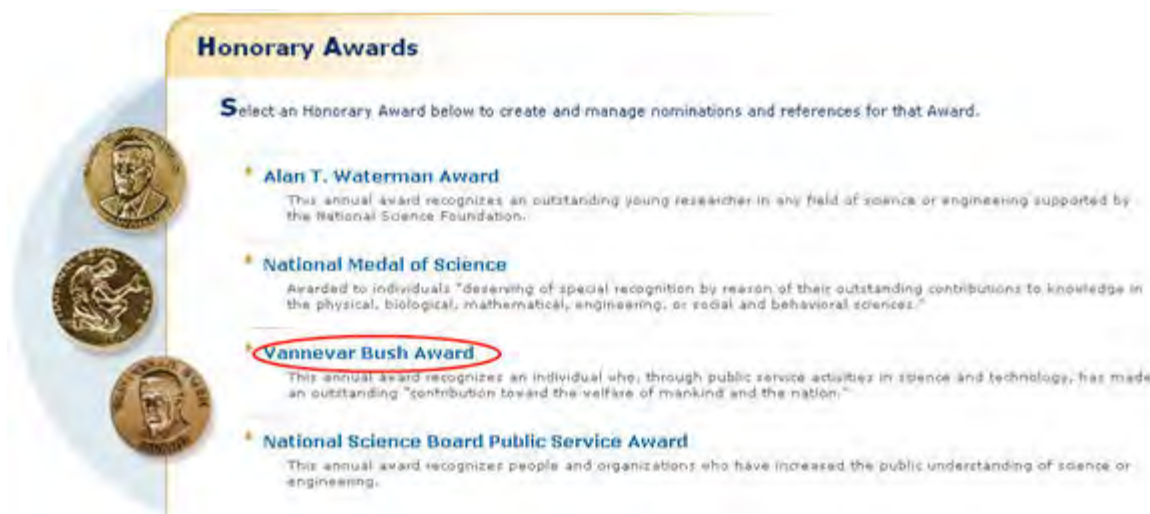 Honorary Awards
Select an Honorary Award below to create and manage nominations and references for that Award.
Alan T. Waterman Award
This annual award recognizes an outstanding young researcher in any field of science or engineering supported by
the National Science Foundation.
National Medal of Science
Awarded to individuals "deserving of special recognition by reason of their outstanding contributions to knowledge in
the physical, biological, mathematical, engineering, or social and behavioral sciences."
Vannevar Bush Award
This annual award recognizes an individual who, through public service activities in science and technology, has made
an outstanding "contribution toward the welfare of mankind and the nation."
National Science Board Public Service Award
This annual award recognizes people and organizations who have increased the public understanding of science or
engineering.